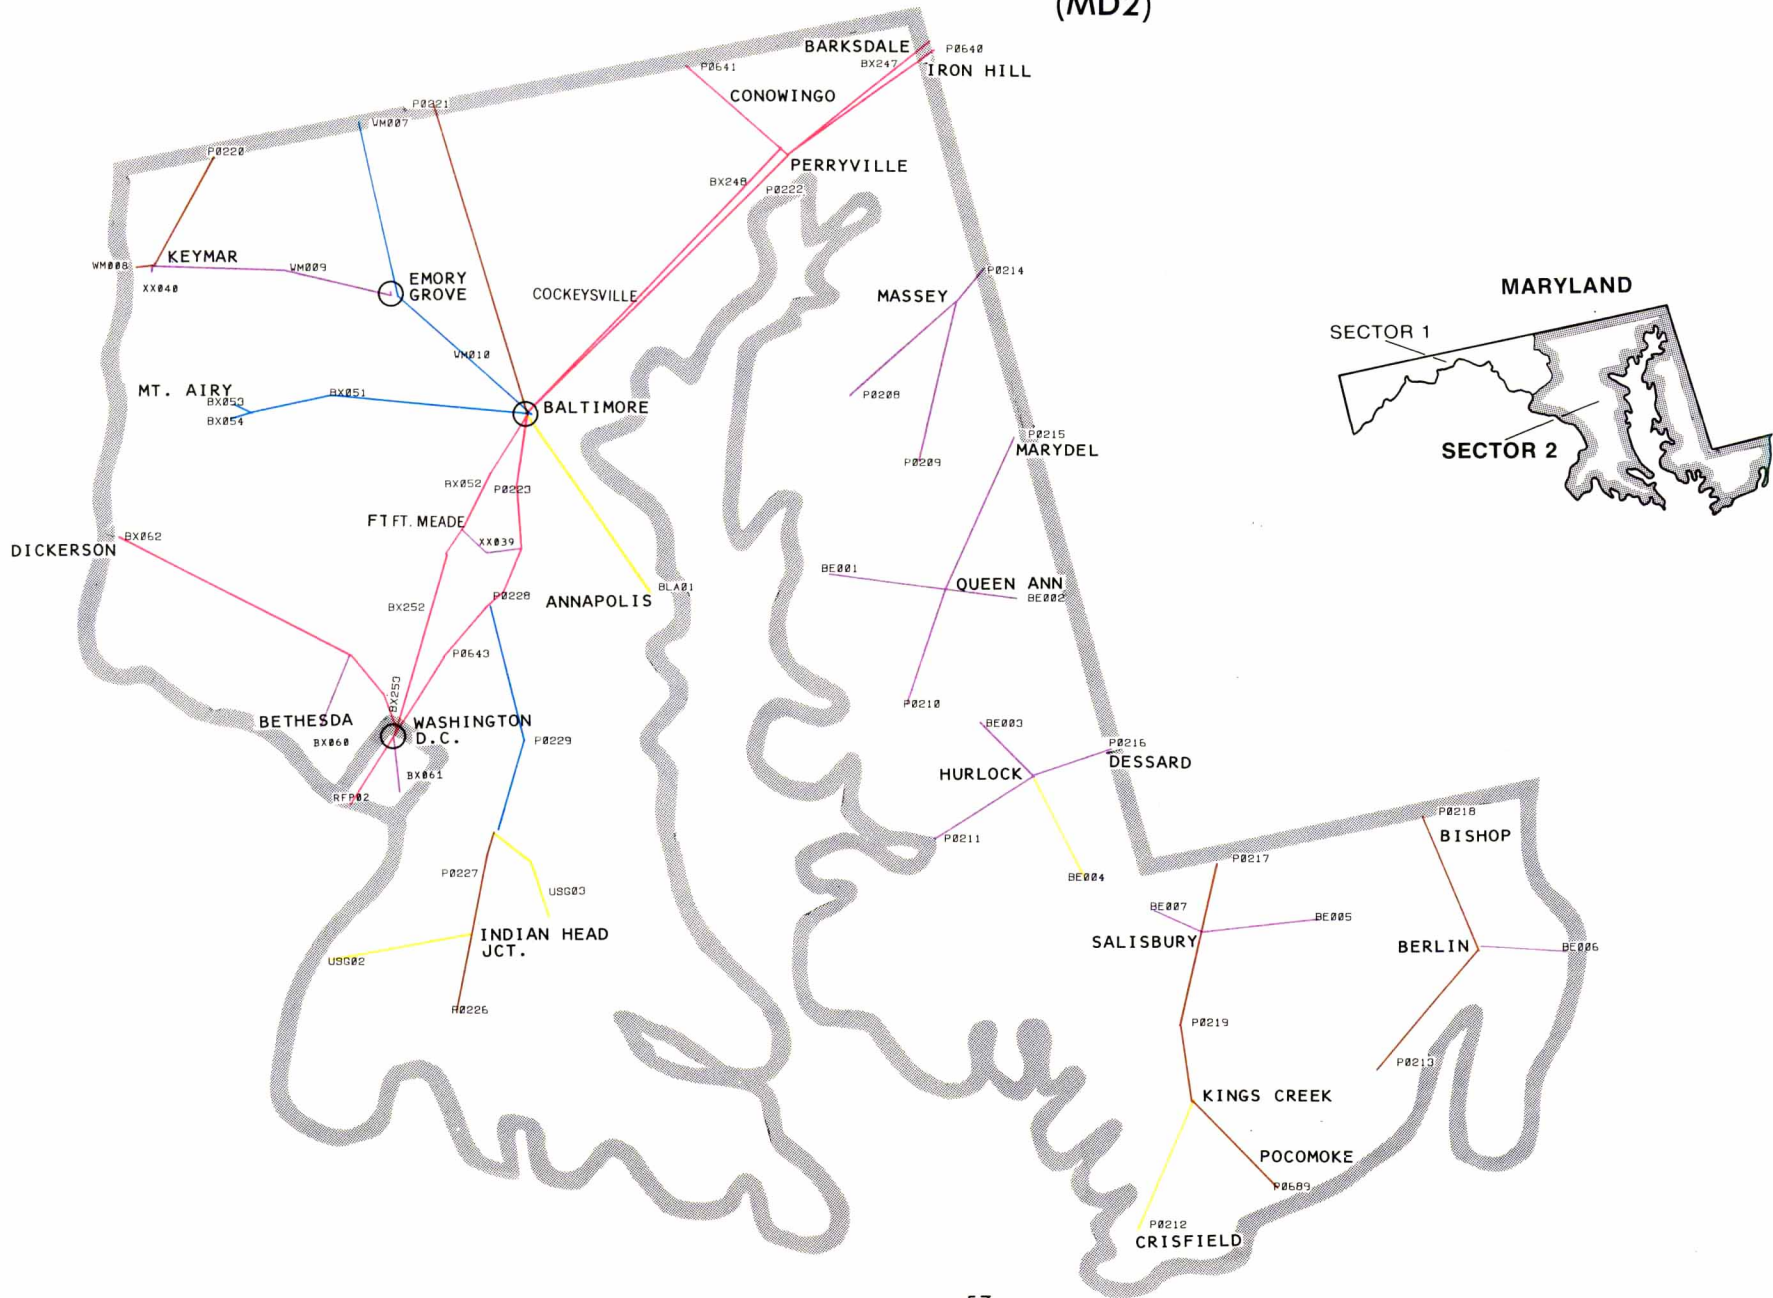 (MD2)
BARKSDALE
P0640
BX247
IRON HILL
P0641
CONOWINGO
P0221
WM007
P0220
PERRYVILLE
BX248
P0222
WM008
KEYMAR
WM009
XX040
EMORY
GROVE
COCKEYSVILLE
P0214
MASSEY
MARYLAND
SECTOR 1
SECTOR 2
WM010
MT. AIRY
BX053
BX051
BX054
BALTIMORE
P0208
P0215
MARYDEL
P0209
BX052
P0223
FT FT. MEADE
XX039
BX062
DICKERSON
BE001
QUEEN ANN
BE002
BLA01
ANNAPOLIS
P0228
BX252
P0643
BX253
P0210
BETHESDA
WASHINGTON
D.C.
BX060
P0229
BE003
P0216
DESSARD
HURLOCK
BX061
RFP02
P0211
BE004
P0218
BISHOP
P0217
P0227
USG03
BE007
BE005
SALISBURY
BERLIN
BE006
INDIAN HEAD
JCT.
USG02
P0226
P0219
P0213
KINGS CREEK
POCOMOKE
P0689
P0212
CRISFIELD